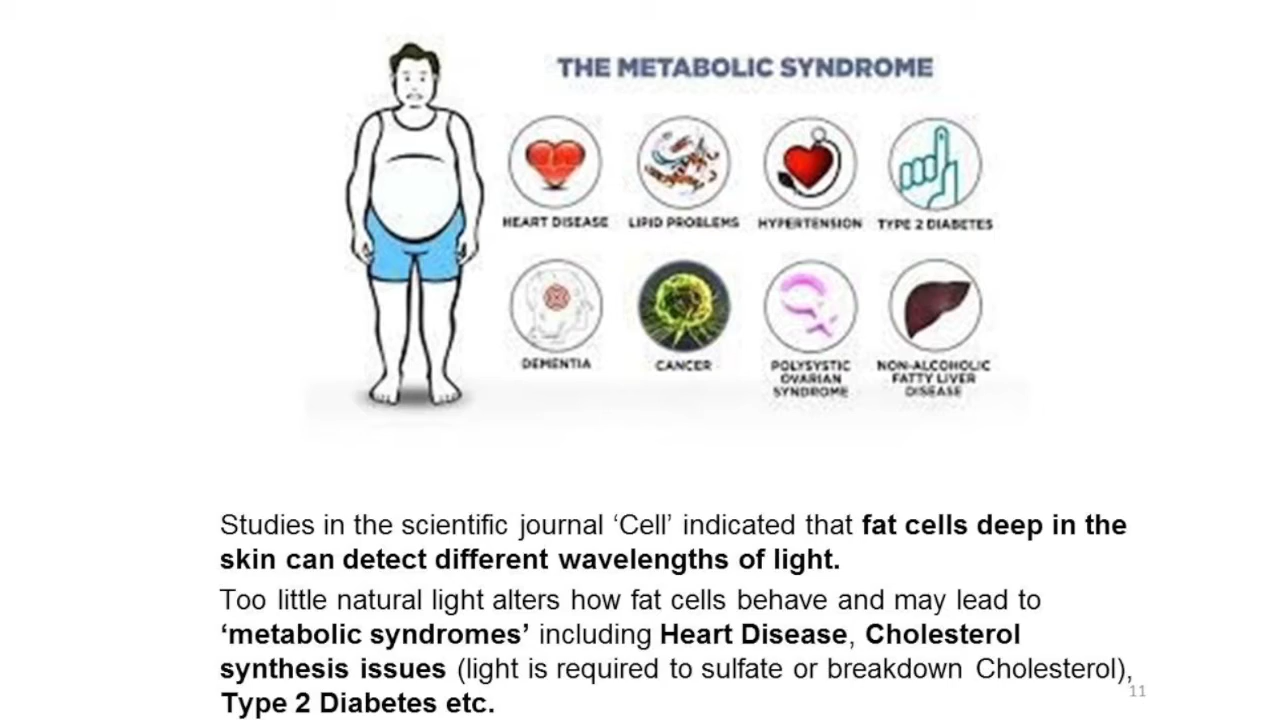 THE METABOLIC SYNDROME
HEART DISEASE
LIPID PROBLEMS
HYPERTENSION
TYPE 2 DIABETES
DEMENTIA
CANCER
POLYSYSTIC
OVARIAN
SYNDROME
NON-ALCOHOLIC
FATTY LIVER
DISEASE
Studies in the scientific journal ‘Cell’ indicated that fat cells deep in the
skin can detect different wavelengths of light.
Too little natural light alters how fat cells behave and may lead to
‘metabolic syndromes’ including Heart Disease, Cholesterol
synthesis issues (light is required to sulfate or breakdown Cholesterol),
Type 2 Diabetes etc.
11